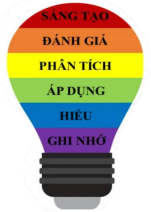 SÁNG TẠO
ĐÁNH GIÁ
PHÂN TÍCH
ÁP DỤNG
HIỂU
GHI NHỚ